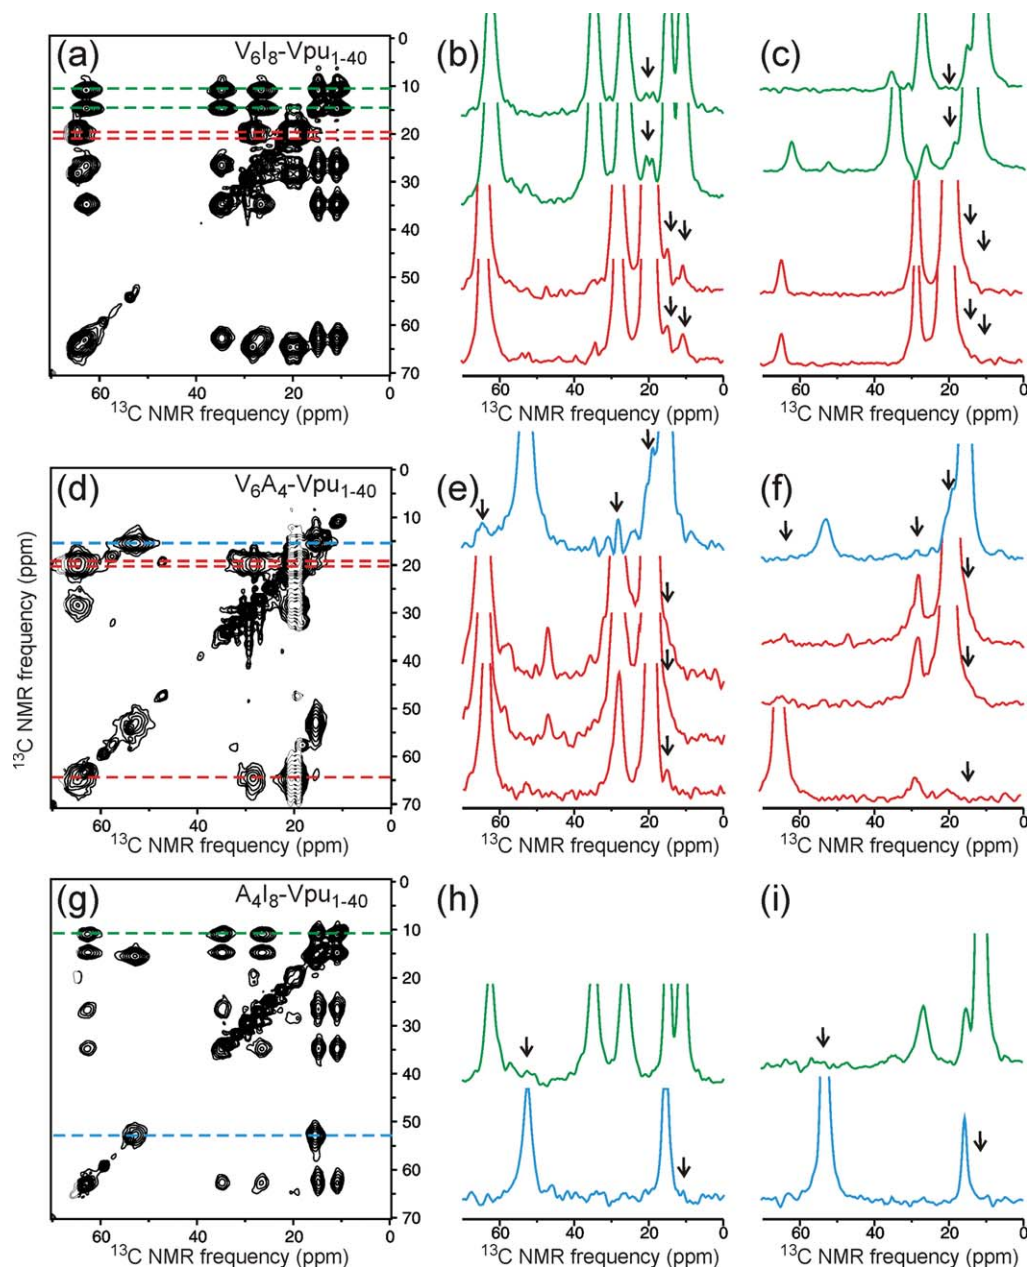 (a)
V6I8-Vpu1-40
0
10
20
30
40
50
60
70
60 40 20 0
13C NMR frequency (ppm)
(b)
60 40 20 0
13C NMR frequency (ppm)
(c)
60 40 20 0
13C NMR frequency (ppm)
13C NMR frequency (ppm)
(d)
V6A4-Vpu1-40
0
10
20
30
40
50
60
70
60 40 20 0
13C NMR frequency (ppm)
(e)
60 40 20 0
13C NMR frequency (ppm)
(f)
60 40 20 0
13C NMR frequency (ppm)
(g)
A4I8-Vpu1-40
0
10
20
30
40
50
60
70
60 40 20 0
13C NMR frequency (ppm)
(h)
60 40 20 0
13C NMR frequency (ppm)
(i)
60 40 20 0
13C NMR frequency (ppm)